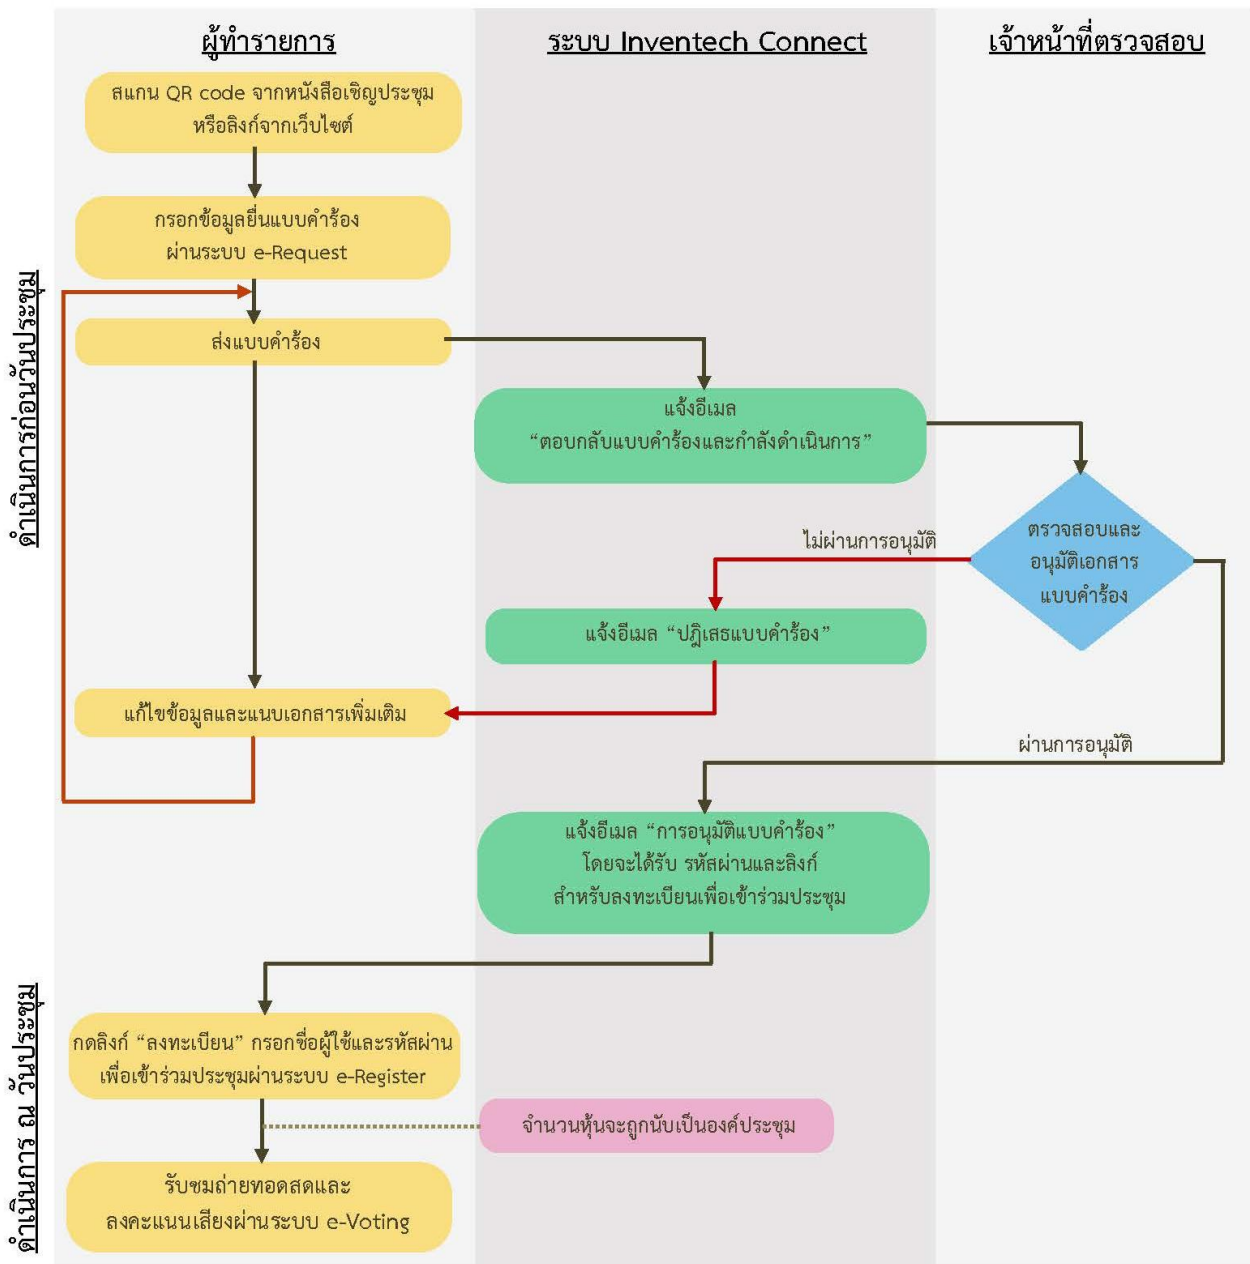 ผู้ทำรายการ
ระบบ Inventech Connect
เจ้าหน้าที่ตรวจสอบ
ดำเนินการก่อนวันประชุม
สแกน QR code จากหนังสือเชิญประชุม
หรือลิงก์จากเว็บไซต์
กรอกข้อมูลยื่นแบบคำร้อง
ผ่านระบบ e-Request
ส่งแบบคำร้อง
แจ้งอีเมล
“ตอบกลับแบบคำร้องและกำลังดำเนินการ”
ตรวจสอบและ
อนุมัติเอกสาร
แบบคำร้อง
ไม่ผ่านการอนุมัติ
แจ้งอีเมล “ปฎิเสธแบบคำร้อง”
แก้ไขข้อมูลและแนบเอกสารเพิ่มเติม
ผ่านการอนุมัติ
แจ้งอีเมล “การอนุมัติแบบคำร้อง”
โดยจะได้รับ รหัสผ่านและลิงก์
สำหรับลงทะเบียนเพื่อเข้าร่วมประชุม
ดำเนินการ ณ วันประชุม
กดลิงก์ “ลงทะเบียน” กรอกชื่อผู้ใช้และรหัสผ่าน
เพื่อเข้าร่วมประชุมผ่านระบบ e-Register
จำนวนหุ้นจะถูกนับเป็นองค์ประชุม
รับชมถ่ายทอดสดและ
ลงคะแนนเสียงผ่านระบบ e-Voting